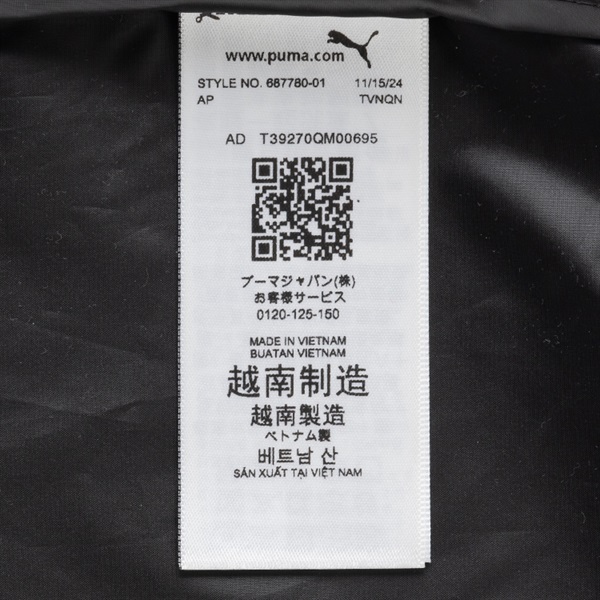 www.puma.com
STYLE NO. 687780-01 11/15/24
AP TVNQN
AD T39270QM00695
プーマジャパン(株)
お客様サービス
0120-125-150
MADE IN VIETNAM
BUATAN VIETNAM
越南制造
越南製造
ベトナム製
베트남 산
SẢN XUẤT TẠI VIỆT NAM